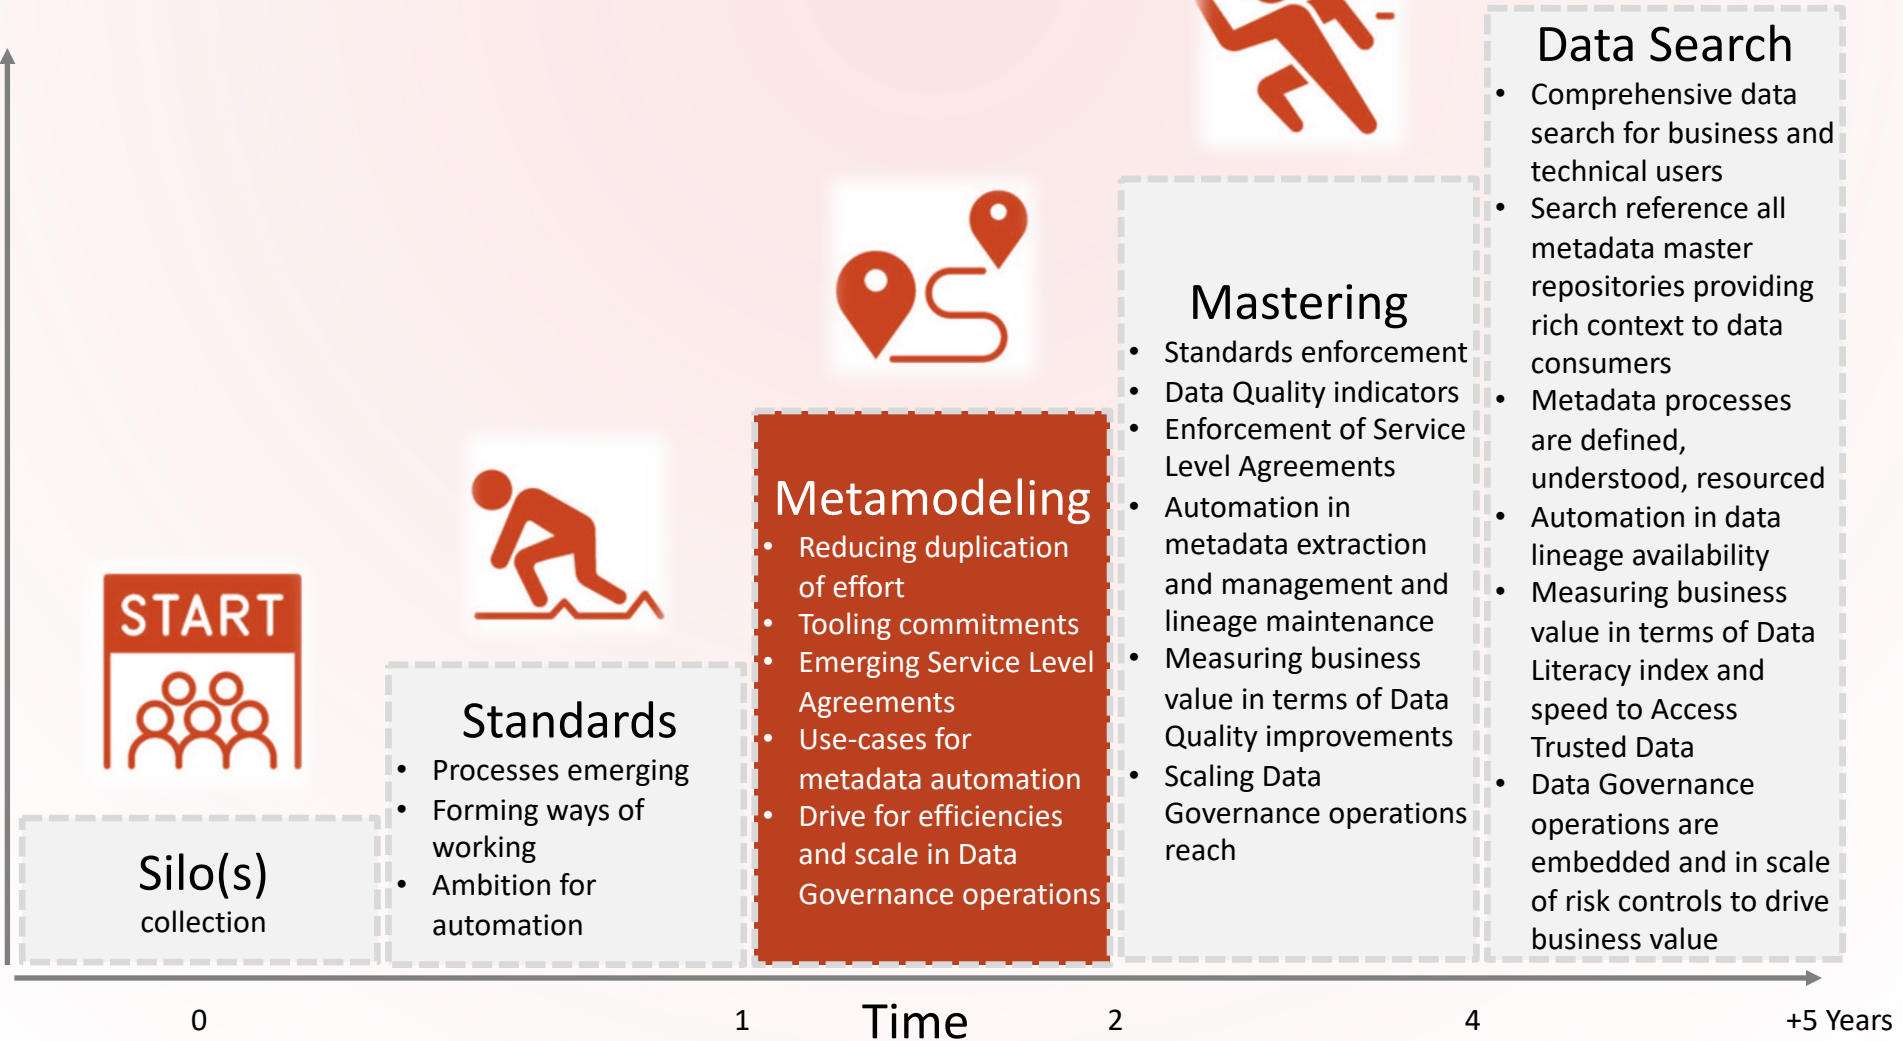 START
Silo(s)
collection
Standards
• Processes emerging
• Forming ways of
working
• Ambition for
automation
Metamodeling
• Reducing duplication
of effort
• Tooling commitments
• Emerging Service Level
Agreements
• Use-cases for
metadata automation
• Drive for efficiencies
and scale in Data
Governance operations
Mastering
• Standards enforcement
• Data Quality indicators
• Enforcement of Service
Level Agreements
• Automation in
metadata extraction
and management and
lineage maintenance
• Measuring business
value in terms of Data
Quality improvements
• Scaling Data
Governance operations
reach
Data Search
• Comprehensive data
search for business and
technical users
• Search reference all
metadata master
repositories providing
rich context to data
consumers
• Metadata processes
are defined,
understood, resourced
• Automation in data
lineage availability
• Measuring business
value in terms of Data
Literacy index and
speed to Access
Trusted Data
• Data Governance
operations are
embedded and in scale
of risk controls to drive
business value
0 1 Time 2 4 +5 Years